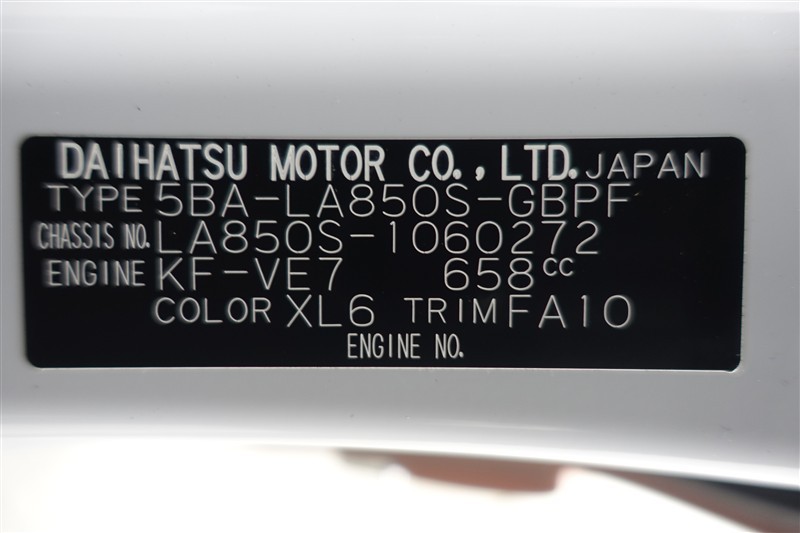 DAIHATSU MOTOR CO., LTD. JAPAN
TYPE 5BA-LA850S-GBPF
CHASSIS NO. LA850S-1060272
ENGINE KF-VE7 658cc
COLOR XL6 TRIM FA10
ENGINE NO.